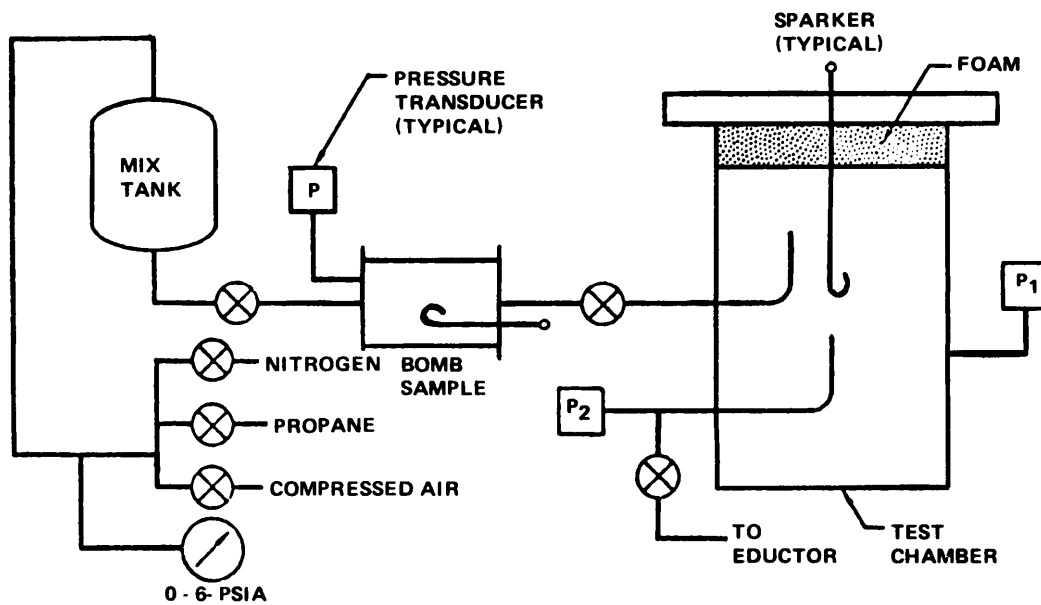 SPARKER
(TYPICAL)
FOAM
PRESSURE
TRANSDUCER
(TYPICAL)
MIX
TANK
P
P1
NITROGEN
BOMB
SAMPLE
P2
PROPANE
COMPRESSED AIR
TO
EDUCTOR
TEST
CHAMBER
0 - 6- PSIA